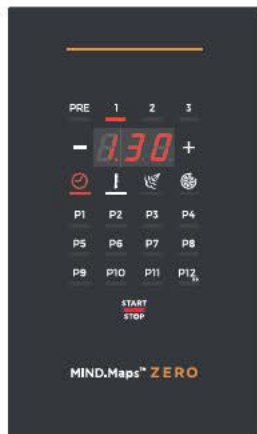 PRE 1 2 3
- 1.30 +
P1 P2 P3 P4
P5 P6 P7 P8
P9 P10 P11 P12
START
STOP
MIND.Maps™ ZERO